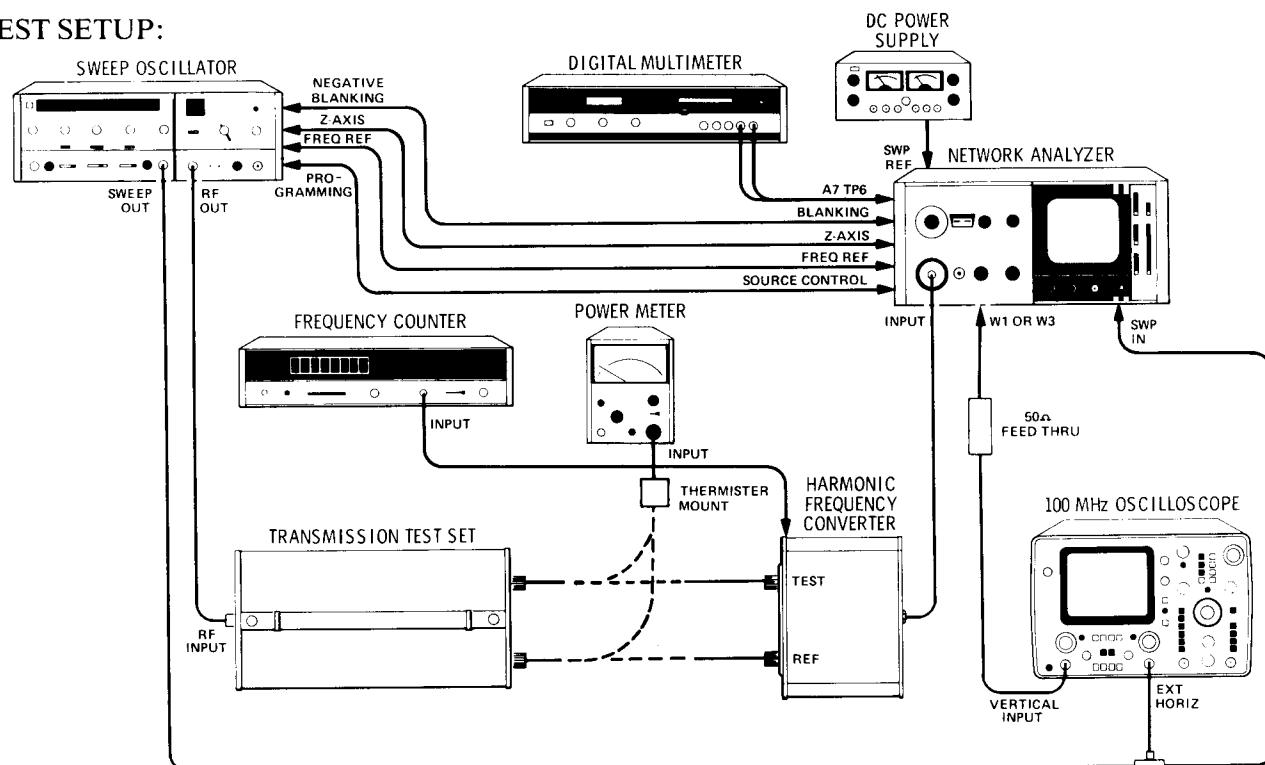 EST SETUP:
SWEEP OSCILLATOR
NEGATIVE
BLANKING
Z-AXIS
FREQ REF
PRO-
GRAMMING
SWEEP
OUT
RF
OUT
DIGITAL MULTIMETER
DC POWER
SUPPLY
SWP
REF
NETWORK ANALYZER
A7 TP6
BLANKING
Z-AXIS
FREQ REF
SOURCE CONTROL
INPUT
W1 OR W3
SWP
IN
FREQUENCY COUNTER
INPUT
POWER METER
INPUT
THERMISTER
MOUNT
50Ω
FEED THRU
HARMONIC
FREQUENCY
CONVERTER
TEST
REF
TRANSMISSION TEST SET
RF
INPUT
100 MHz OSCILLOSCOPE
VERTICAL
INPUT
EXT
HORIZ